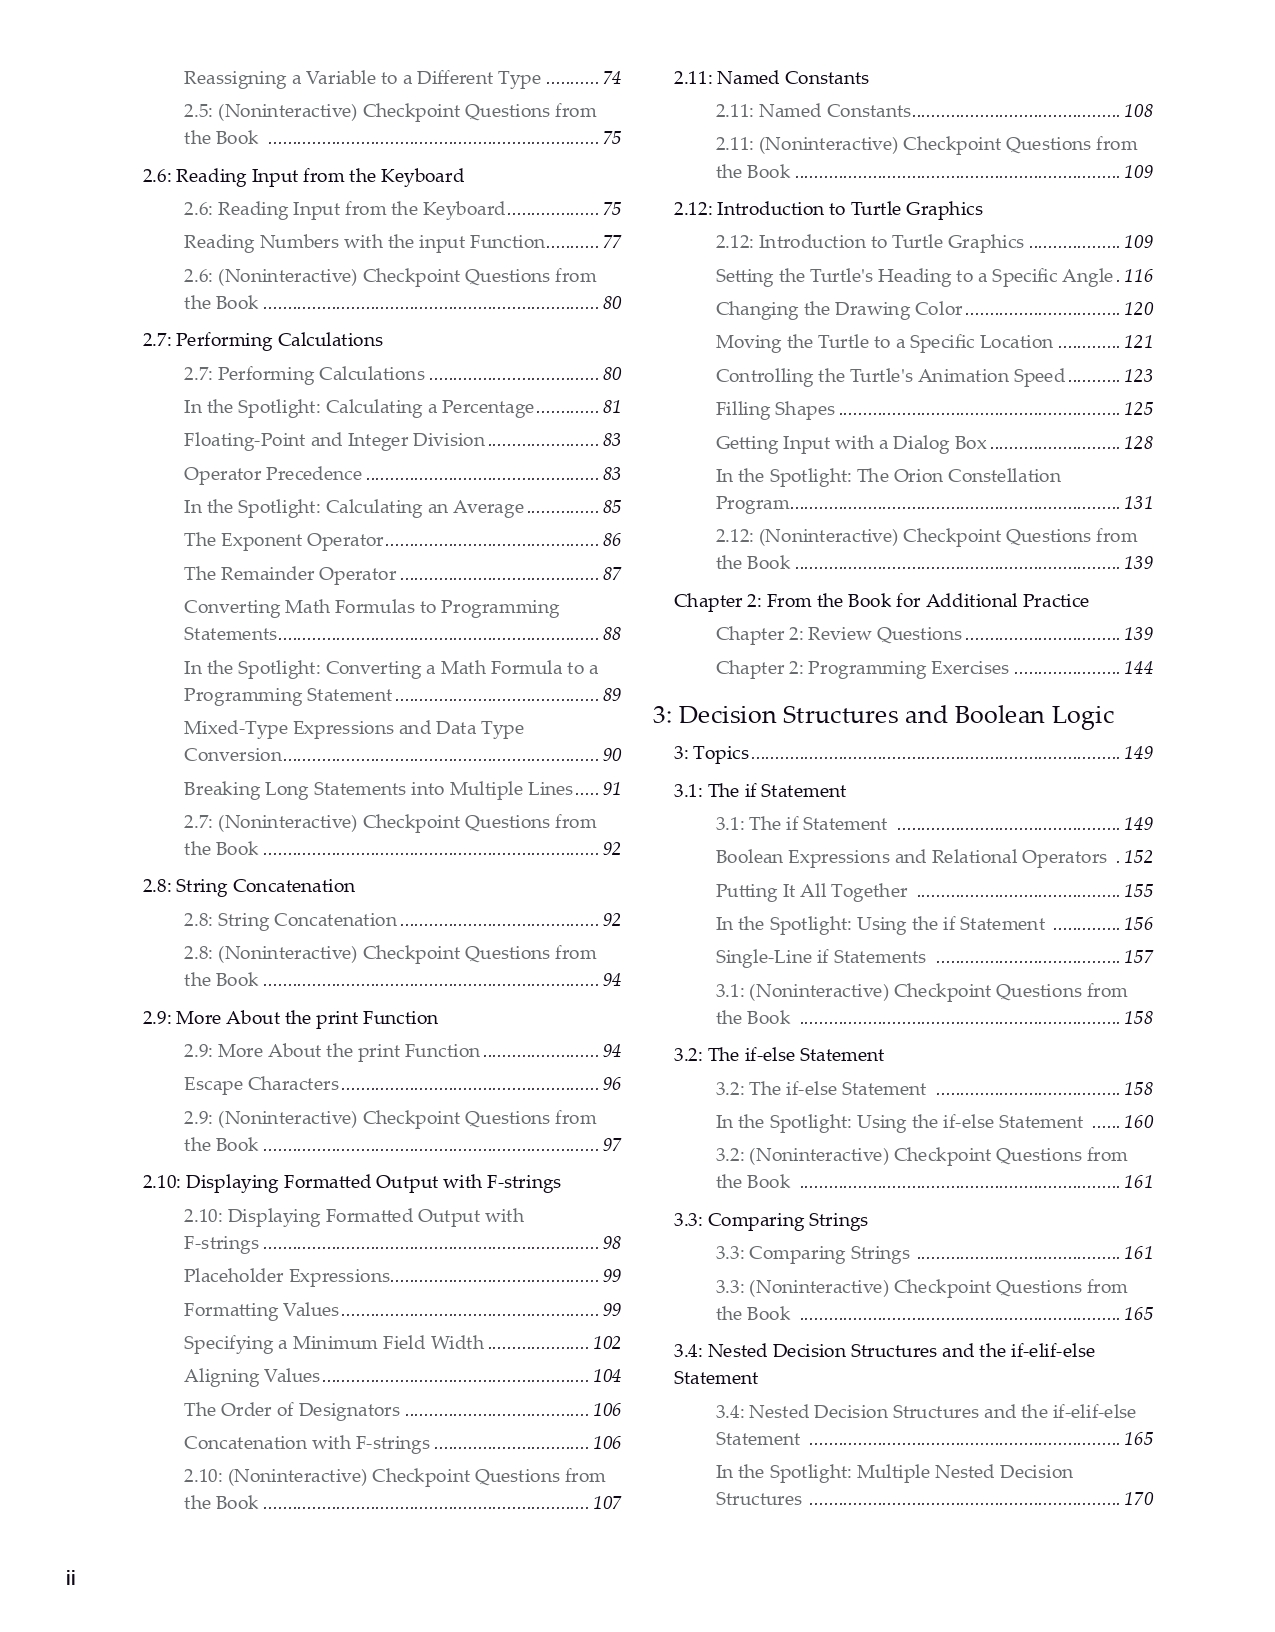 Reassigning a Variable to a Different Type ........... 74
2.5: (Noninteractive) Checkpoint Questions from
the Book ..................................................................... 75
2.6: Reading Input from the Keyboard
2.6: Reading Input from the Keyboard................... 75
Reading Numbers with the input Function........... 77
2.6: (Noninteractive) Checkpoint Questions from
the Book ...................................................................... 80
2.7: Performing Calculations
2.7: Performing Calculations ................................... 80
In the Spotlight: Calculating a Percentage............. 81
Floating-Point and Integer Division ....................... 83
Operator Precedence ................................................ 83
In the Spotlight: Calculating an Average ............... 85
The Exponent Operator............................................ 86
The Remainder Operator ......................................... 87
Converting Math Formulas to Programming
Statements................................................................... 88
In the Spotlight: Converting a Math Formula to a
Programming Statement .......................................... 89
Mixed-Type Expressions and Data Type
Conversion.................................................................. 90
Breaking Long Statements into Multiple Lines..... 91
2.7: (Noninteractive) Checkpoint Questions from
the Book ...................................................................... 92
2.8: String Concatenation
2.8: String Concatenation ......................................... 92
2.8: (Noninteractive) Checkpoint Questions from
the Book ...................................................................... 94
2.9: More About the print Function
2.9: More About the print Function ........................ 94
Escape Characters ..................................................... 96
2.9: (Noninteractive) Checkpoint Questions from
the Book ...................................................................... 97
2.10: Displaying Formatted Output with F-strings
2.10: Displaying Formatted Output with
F-strings ...................................................................... 98
Placeholder Expressions........................................... 99
Formatting Values ..................................................... 99
Specifying a Minimum Field Width ..................... 102
Aligning Values ....................................................... 104
The Order of Designators ...................................... 106
Concatenation with F-strings ................................ 106
2.10: (Noninteractive) Checkpoint Questions from
the Book .................................................................... 107
2.11: Named Constants
2.11: Named Constants........................................... 108
2.11: (Noninteractive) Checkpoint Questions from
the Book .................................................................... 109
2.12: Introduction to Turtle Graphics
2.12: Introduction to Turtle Graphics ................... 109
Setting the Turtle's Heading to a Specific Angle . 116
Changing the Drawing Color ................................ 120
Moving the Turtle to a Specific Location ............. 121
Controlling the Turtle's Animation Speed ........... 123
Filling Shapes .......................................................... 125
Getting Input with a Dialog Box ........................... 128
In the Spotlight: The Orion Constellation
Program.................................................................... 131
2.12: (Noninteractive) Checkpoint Questions from
the Book .................................................................... 139
Chapter 2: From the Book for Additional Practice
Chapter 2: Review Questions ................................ 139
Chapter 2: Programming Exercises ...................... 144
3: Decision Structures and Boolean Logic
3: Topics ............................................................................ 149
3.1: The if Statement
3.1: The if Statement .............................................. 149
Boolean Expressions and Relational Operators . 152
Putting It All Together .......................................... 155
In the Spotlight: Using the if Statement .............. 156
Single-Line if Statements ...................................... 157
3.1: (Noninteractive) Checkpoint Questions from
the Book ................................................................... 158
3.2: The if-else Statement
3.2: The if-else Statement ...................................... 158
In the Spotlight: Using the if-else Statement ...... 160
3.2: (Noninteractive) Checkpoint Questions from
the Book ................................................................... 161
3.3: Comparing Strings
3.3: Comparing Strings .......................................... 161
3.3: (Noninteractive) Checkpoint Questions from
the Book ................................................................... 165
3.4: Nested Decision Structures and the if-elif-else
Statement
3.4: Nested Decision Structures and the if-elif-else
Statement ................................................................. 165
In the Spotlight: Multiple Nested Decision
Structures ................................................................. 170
ii